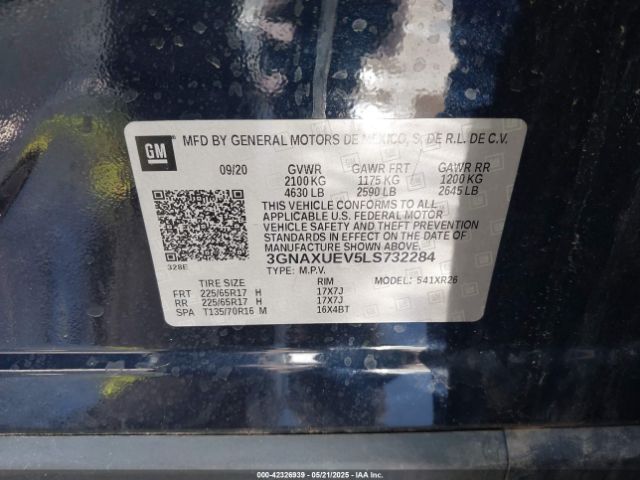 GM
MFD BY GENERAL MOTORS DE MEXICO, S. DE R.L. DE C.V.
09/20 GVWR GAWR FRT GAWR RR
2100 KG 1175 KG 1200 KG
4630 LB 2590 LB 2645 LB
THIS VEHICLE CONFORMS TO ALL
APPLICABLE U.S. FEDERAL MOTOR
VEHICLE SAFETY AND THEFT PREVENTION
STANDARDS IN EFFECT ON THE DATE OF
MANUFACTURE SHOWN ABOVE.
328E
3GNAXUEV5LS732284
TYPE: M.P.V. MODEL: 541XR26
TIRE SIZE RIM
FRT 225/65R17 H 17X7J
RR 225/65R17 H 17X7J
SPA T135/70R16 M 16X4BT
000-42326939 - 05/21/2025 - IAAI.CA